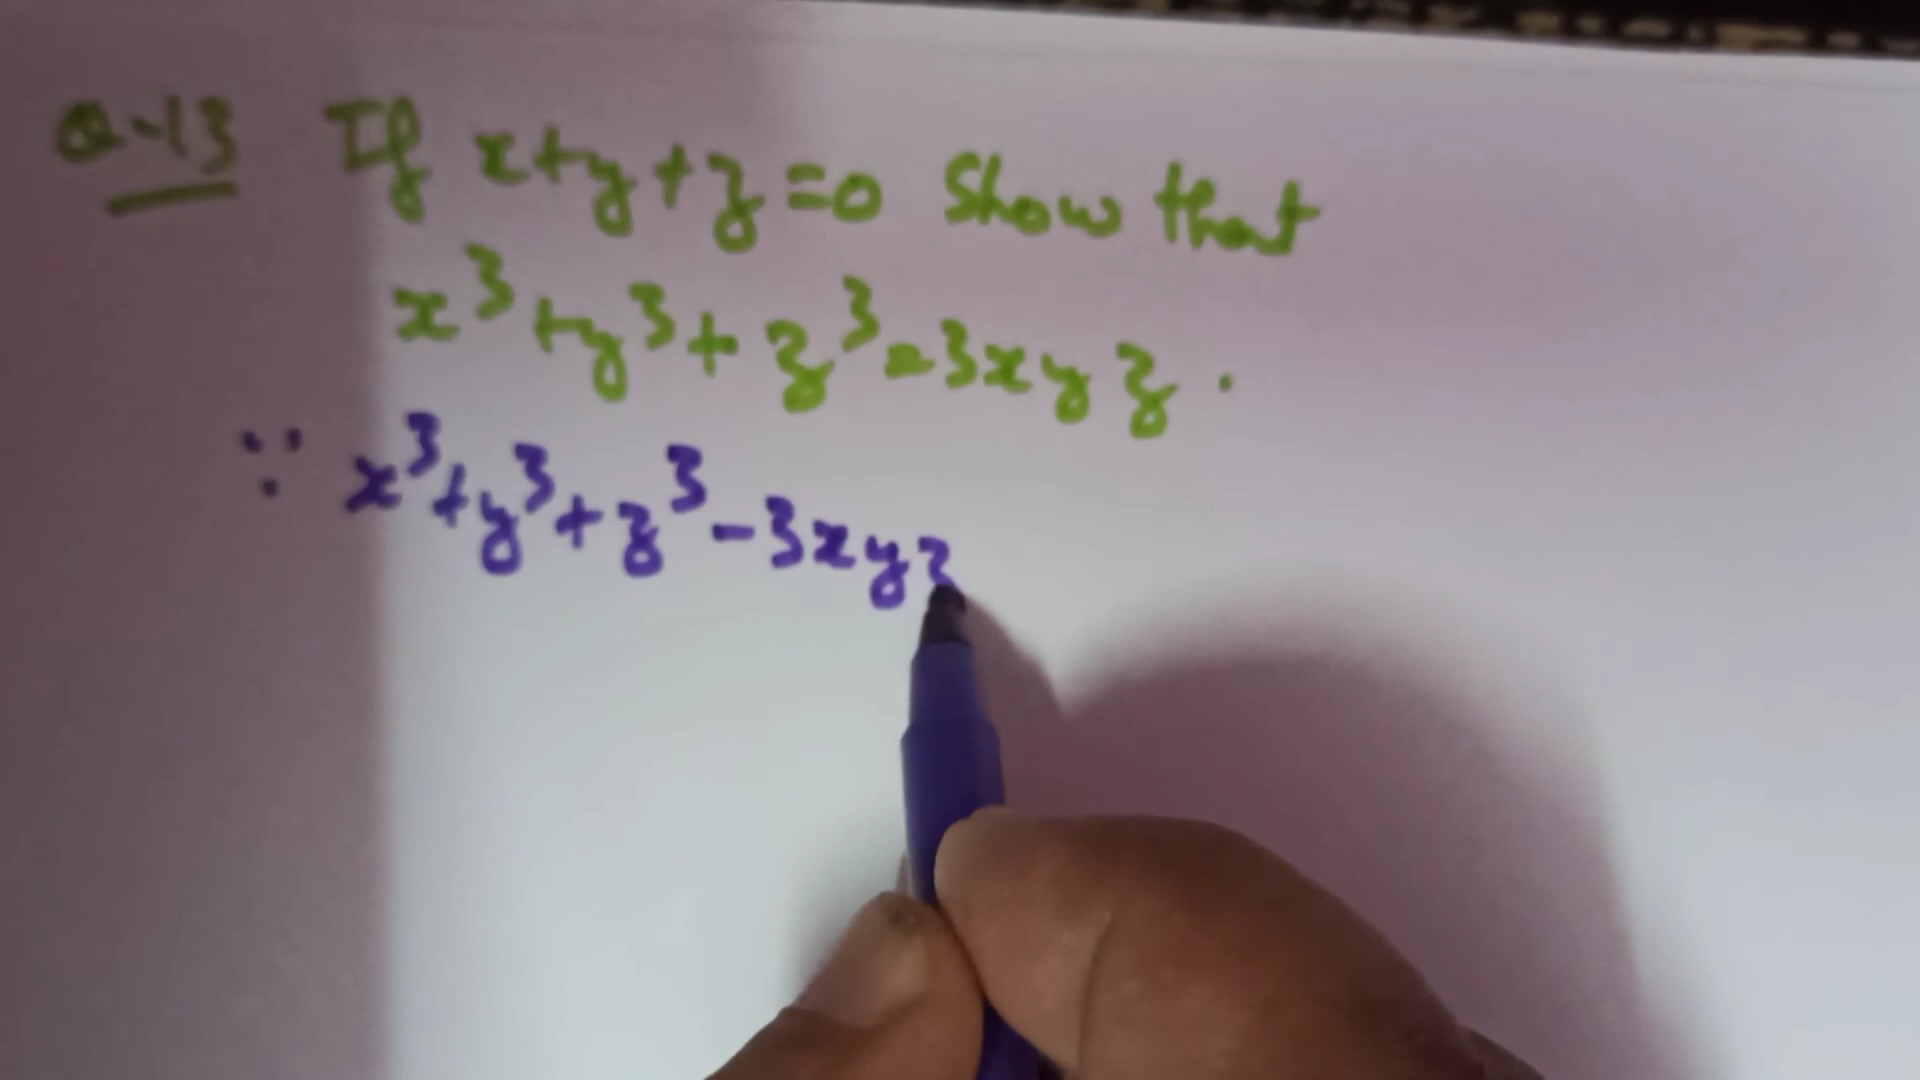 Q-13 If x+y+z=0 Show that
x³+y³+z³=3xyz.
∵ x³+y³+z³-3xyz